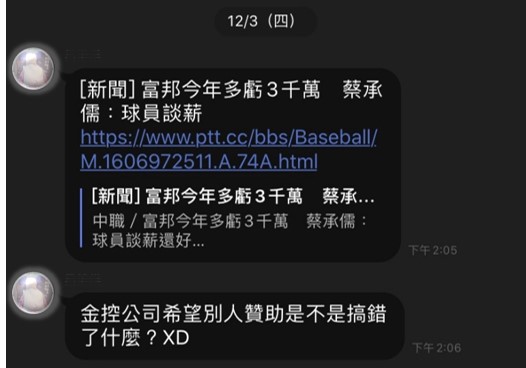 12/3（四）
[新聞] 富邦今年多虧3千萬　蔡承
儒：球員談薪
https://www.ptt.cc/bbs/Baseball/
M.1606972511.A.74A.html
[新聞] 富邦今年多虧3千萬　蔡承...
中職 / 富邦今年多虧3千萬　蔡承儒：
球員談薪還好...
下午2:05
金控公司希望別人贊助是不是搞錯
了什麼？XD
下午2:06